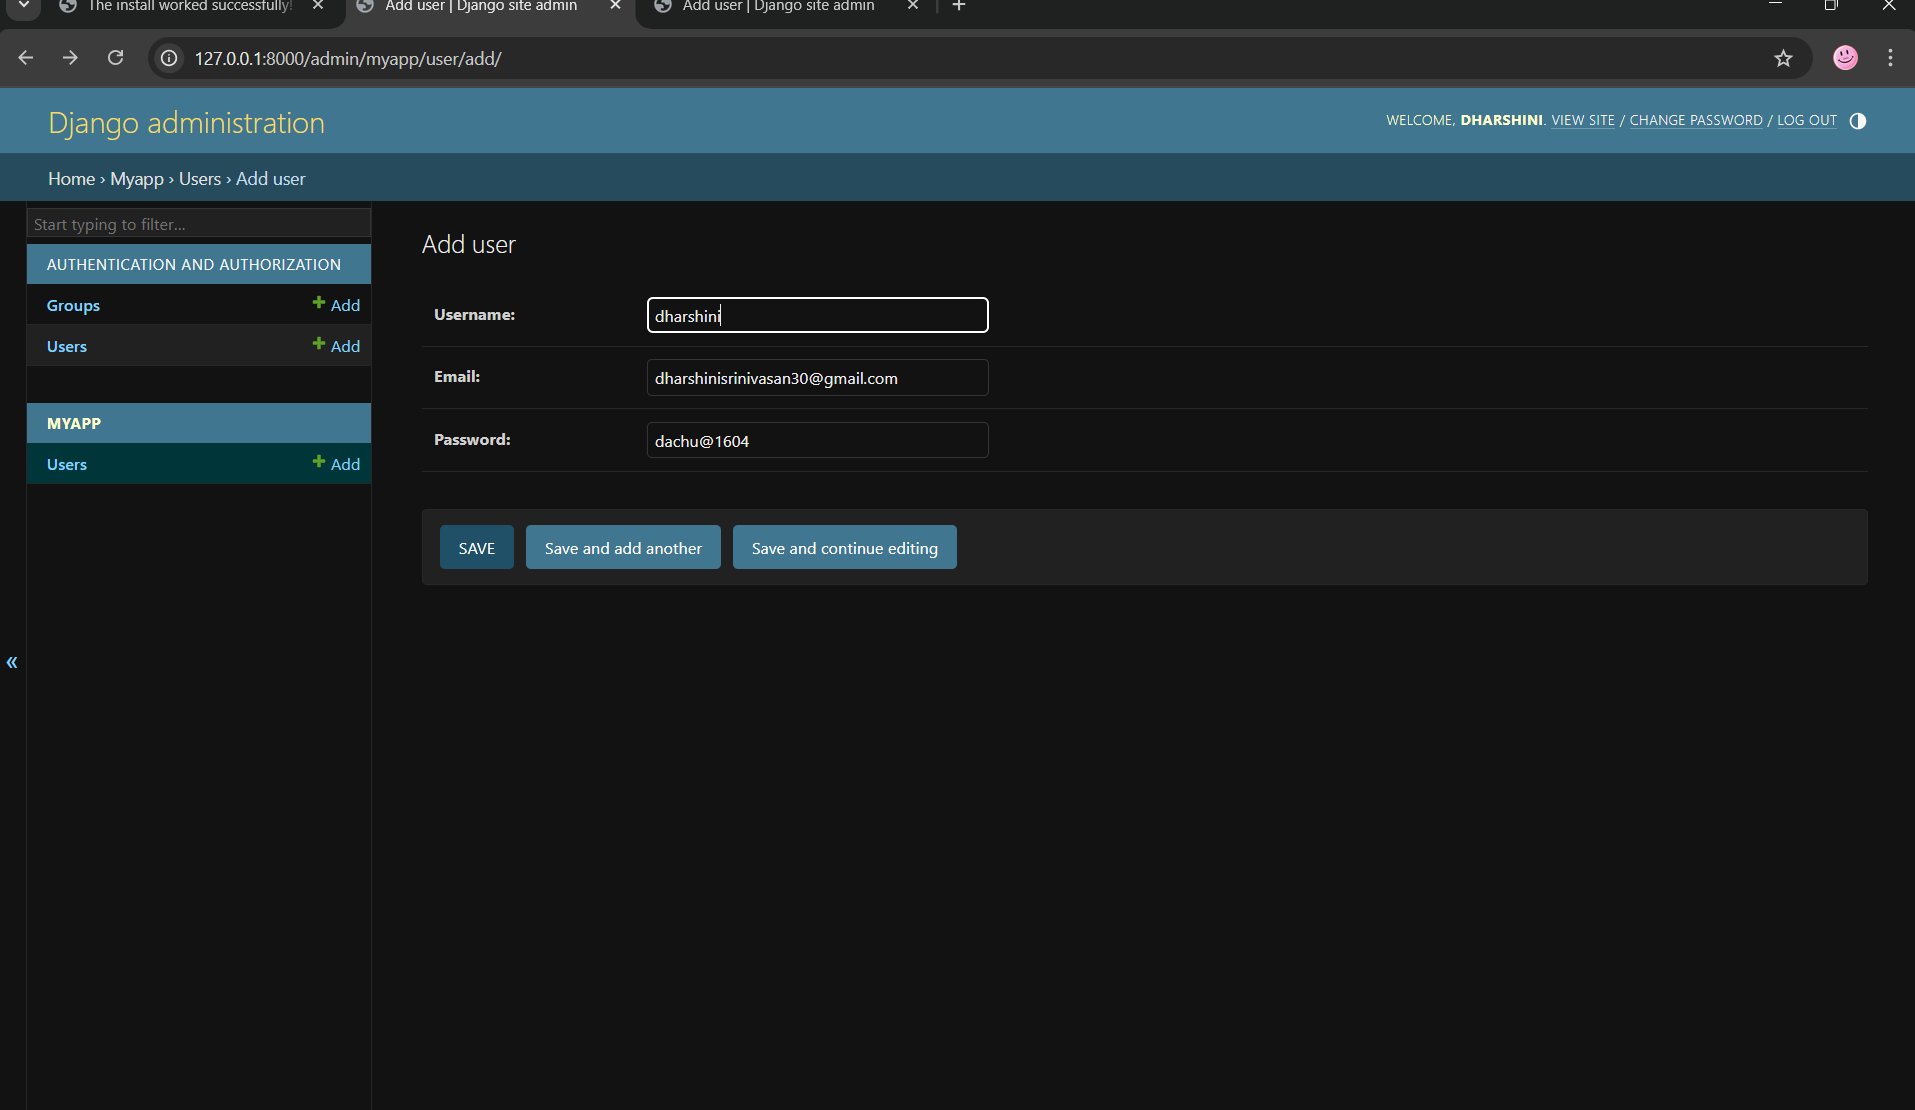 The install worked successfully!
Add user | Django site admin
Add user | Django site admin
127.0.0.1:8000/admin/myapp/user/add/
Django administration
WELCOME, DHARSHINI. VIEW SITE / CHANGE PASSWORD / LOG OUT
Home › Myapp › Users › Add user
Start typing to filter...
AUTHENTICATION AND AUTHORIZATION
Groups Add
Users Add
MYAPP
Users Add
«
Add user
Username: dharshini
Email: dharshinisrinivasan30@gmail.com
Password: dachu@1604
SAVE Save and add another Save and continue editing